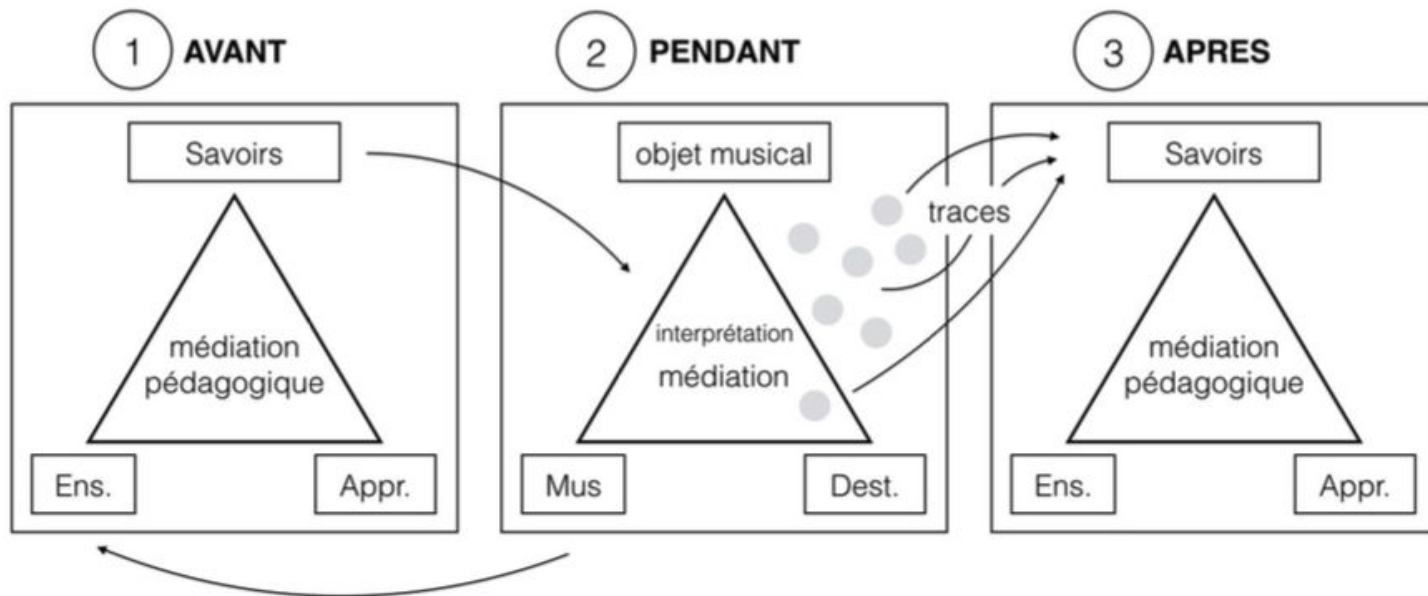 1 AVANT
2 PENDANT
3 APRES
Savoirs
médiation
pédagogique
Ens.
Appr.
objet musical
traces
interprétation
médiation
Mus
Dest.
Savoirs
médiation
pédagogique
Ens.
Appr.